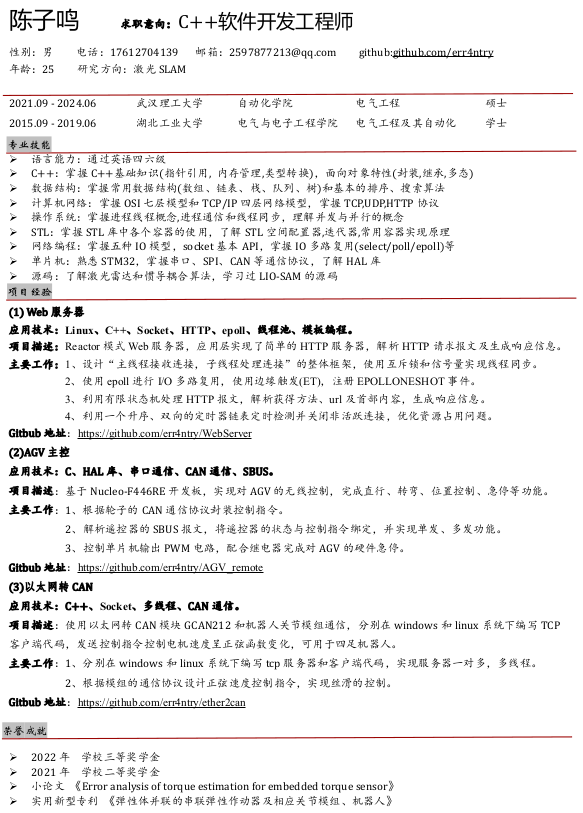 陈子鸣 求职意向：C++软件开发工程师
性别：男 电话：17612704139 邮箱：2597877213@qq.com github:github.com/err4ntry
年龄：25 研究方向：激光 SLAM
2021.09 - 2024.06 武汉理工大学 自动化学院 电气工程 硕士
2015.09 - 2019.06 湖北工业大学 电气与电子工程学院 电气工程及其自动化 学士
专业技能
➢ 语言能力：通过英语四六级
➢ C++：掌握 C++基础知识(指针引用，内存管理,类型转换)，面向对象特性(封装,继承,多态)
➢ 数据结构：掌握常用数据结构(数组、链表、栈、队列、树)和基本的排序、搜索算法
➢ 计算机网络：掌握 OSI 七层模型和 TCP/IP 四层网络模型，掌握 TCP,UDP,HTTP 协议
➢ 操作系统：掌握进程线程概念,进程通信和线程同步，理解并发与并行的概念
➢ STL：掌握 STL 库中各个容器的使用，了解 STL 空间配置器,迭代器,常用容器实现原理
➢ 网络编程：掌握五种 IO 模型，socket 基本 API，掌握 IO 多路复用(select/poll/epoll)等
➢ 单片机：熟悉 STM32，掌握串口、SPI、CAN 等通信协议，了解 HAL 库
➢ 源码：了解激光雷达和惯导耦合算法，学习过 LIO-SAM 的源码
项目经验
(1) Web 服务器
应用技术：Linux、C++、Socket、HTTP、epoll、线程池、模板编程。
项目描述：Reactor 模式 Web 服务器，应用层实现了简单的 HTTP 服务器，解析 HTTP 请求报文及生成响应信息。
主要工作：1、设计“主线程接收连接，子线程处理连接”的整体框架，使用互斥锁和信号量实现线程同步。
2、使用 epoll 进行 I/O 多路复用，使用边缘触发(ET)，注册 EPOLLONESHOT 事件。
3、利用有限状态机处理 HTTP 报文，解析获得方法、url 及首部内容，生成响应信息。
4、利用一个升序、双向的定时器链表定时检测并关闭非活跃连接，优化资源占用问题。
Github 地址：https://github.com/err4ntry/WebServer
(2)AGV 主控
应用技术：C、HAL 库、串口通信、CAN 通信、SBUS。
项目描述：基于 Nucleo-F446RE 开发板，实现对 AGV 的无线控制，完成直行、转弯、位置控制、急停等功能。
主要工作：1、根据轮子的 CAN 通信协议封装控制指令。
2、解析遥控器的 SBUS 报文，将遥控器的状态与控制指令绑定，并实现单发、多发功能。
3、控制单片机输出 PWM 电路，配合继电器完成对 AGV 的硬件急停。
Github 地址：https://github.com/err4ntry/AGV_remote
(3)以太网转 CAN
应用技术：C++、Socket、多线程、CAN 通信。
项目描述：使用以太网转 CAN 模块 GCAN212 和机器人关节模组通信，分别在 windows 和 linux 系统下编写 TCP
客户端代码，发送控制指令控制电机速度呈正弦函数变化，可用于四足机器人。
主要工作：1、分别在 windows 和 linux 系统下编写 tcp 服务器和客户端代码，实现服务器一对多，多线程。
2、根据模组的通信协议设计正弦速度控制指令，实现丝滑的控制。
Github 地址：https://github.com/err4ntry/ether2can
荣誉成就
➢ 2022 年 学校三等奖学金
➢ 2021 年 学校二等奖学金
➢ 小论文 《Error analysis of torque estimation for embedded torque sensor》
➢ 实用新型专利 《弹性体并联的串联弹性作动器及相应关节模组、机器人》